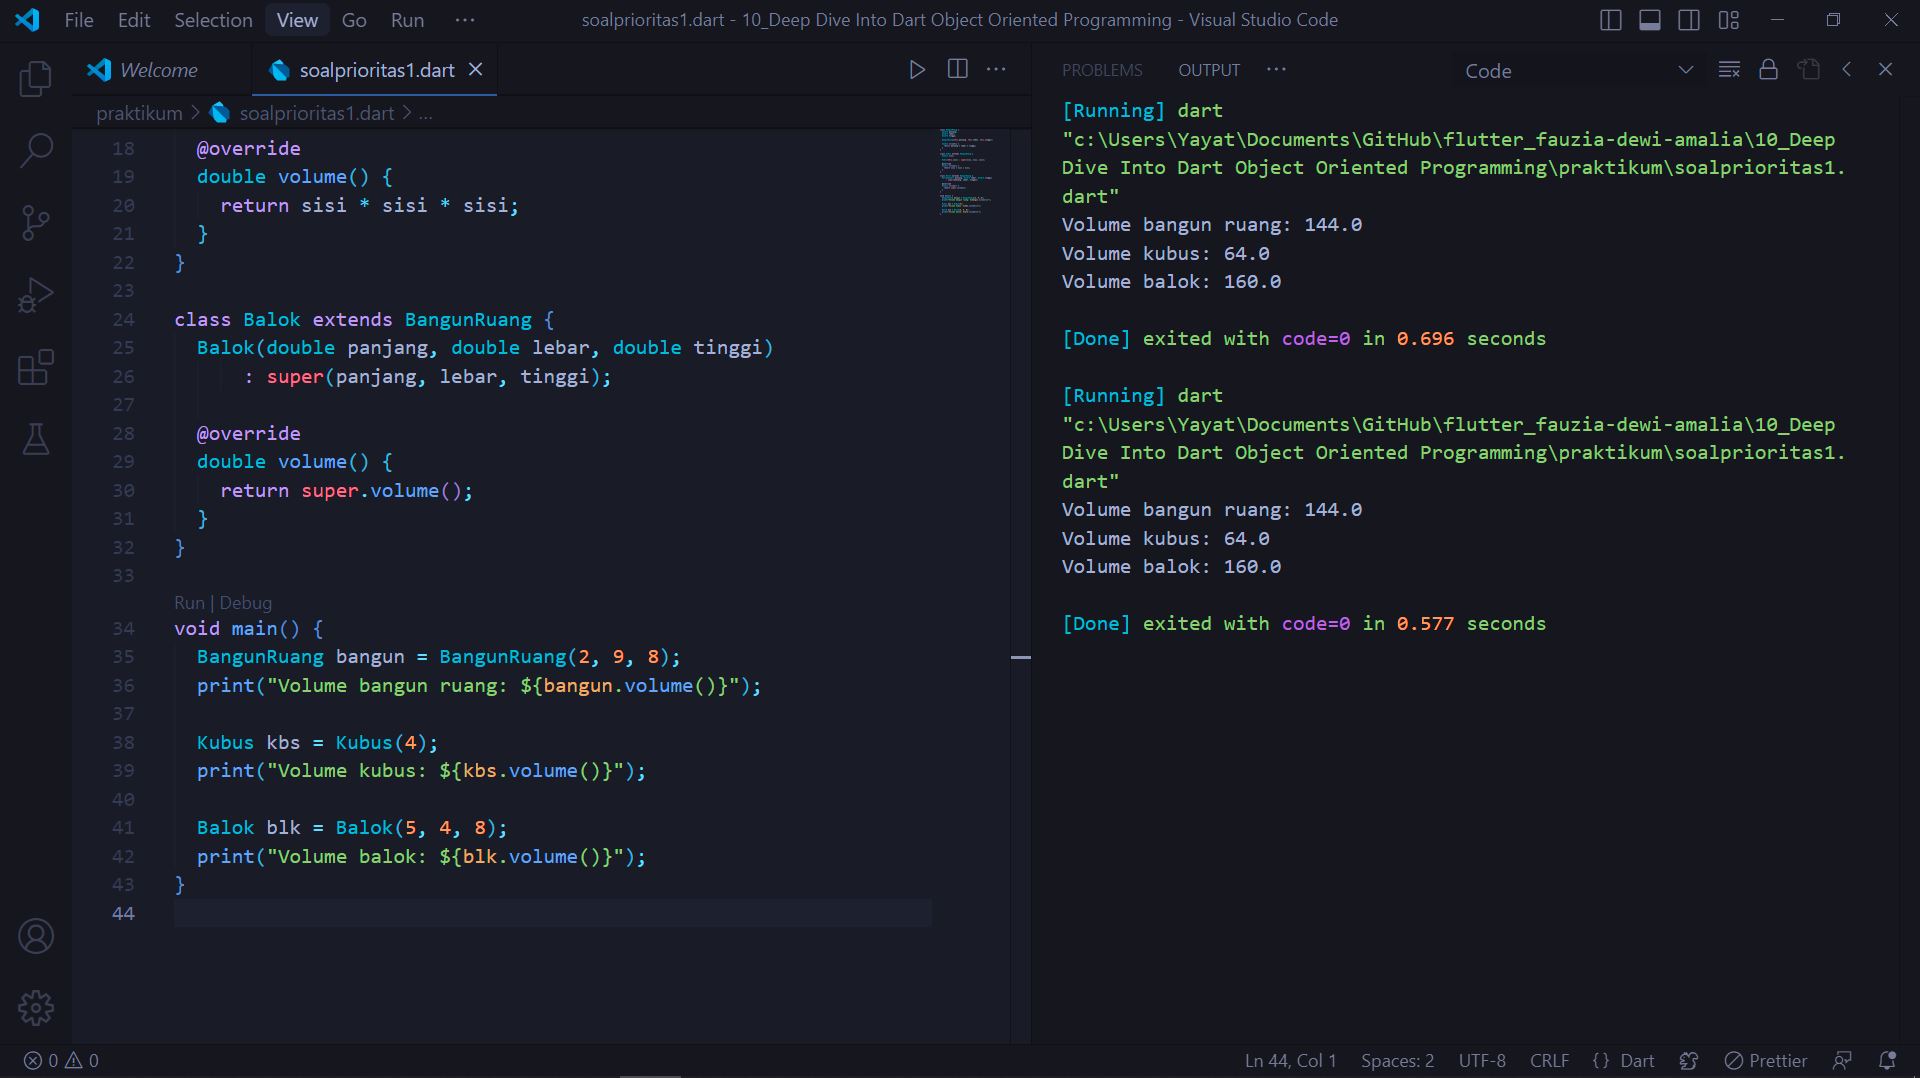 File Edit Selection View Go Run ··· soalprioritas1.dart - 10_Deep Dive Into Dart Object Oriented Programming - Visual Studio Code
Welcome soalprioritas1.dart
praktikum > soalprioritas1.dart > ...
18 @override
19 double volume() {
20 return sisi * sisi * sisi;
21 }
22 }
23
24 class Balok extends BangunRuang {
25 Balok(double panjang, double lebar, double tinggi)
26 : super(panjang, lebar, tinggi);
27
28 @override
29 double volume() {
30 return super.volume();
31 }
32 }
33
Run | Debug
34 void main() {
35 BangunRuang bangun = BangunRuang(2, 9, 8);
36 print("Volume bangun ruang: ${bangun.volume()}");
37
38 Kubus kbs = Kubus(4);
39 print("Volume kubus: ${kbs.volume()}");
40
41 Balok blk = Balok(5, 4, 8);
42 print("Volume balok: ${blk.volume()}");
43 }
44
PROBLEMS OUTPUT ··· Code
[Running] dart
"c:\Users\Yayat\Documents\GitHub\flutter_fauzia-dewi-amalia\10_Deep
Dive Into Dart Object Oriented Programming\praktikum\soalprioritas1.
dart"
Volume bangun ruang: 144.0
Volume kubus: 64.0
Volume balok: 160.0
[Done] exited with code=0 in 0.696 seconds
[Running] dart
"c:\Users\Yayat\Documents\GitHub\flutter_fauzia-dewi-amalia\10_Deep
Dive Into Dart Object Oriented Programming\praktikum\soalprioritas1.
dart"
Volume bangun ruang: 144.0
Volume kubus: 64.0
Volume balok: 160.0
[Done] exited with code=0 in 0.577 seconds
0 0 Ln 44, Col 1 Spaces: 2 UTF-8 CRLF {} Dart Prettier